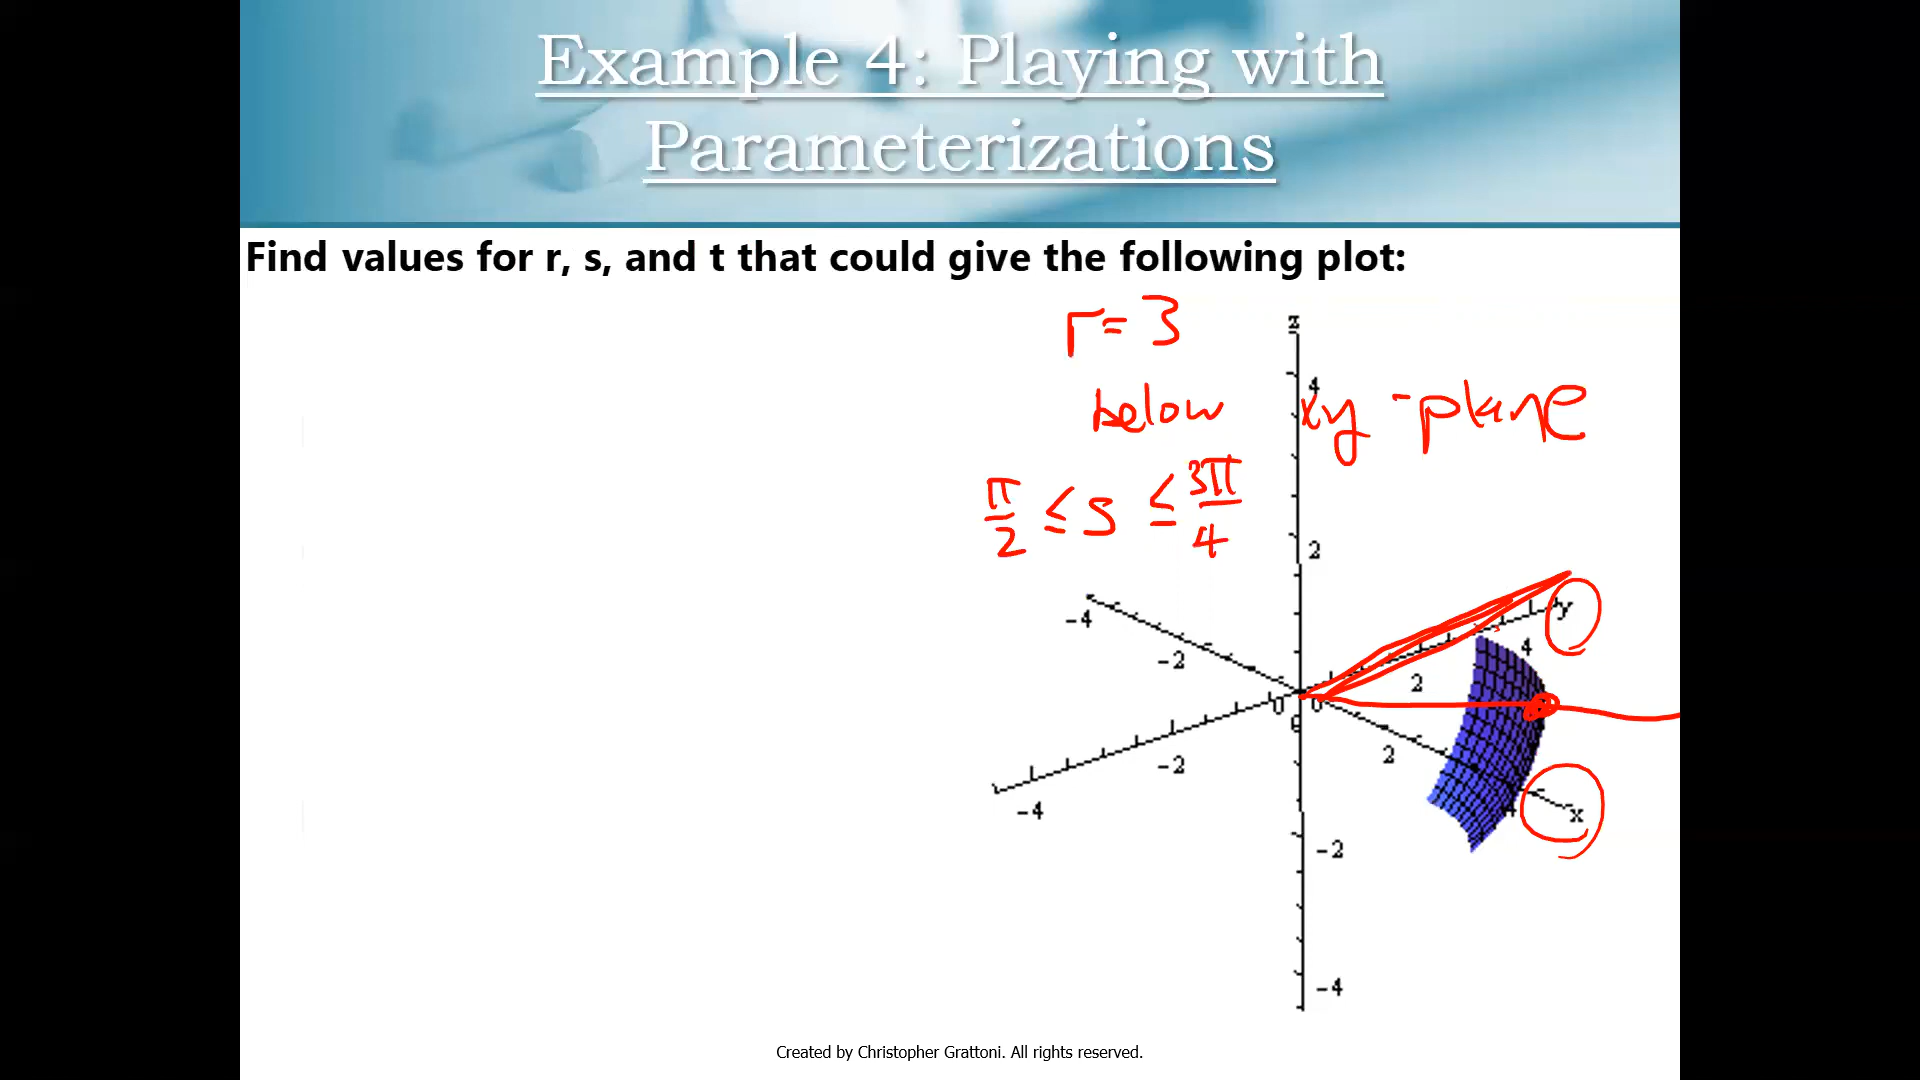 Example 4: Playing with
Parameterizations
Find values for r, s, and t that could give the following plot:
r = 3
z
4
below xy-plane
π/2 ≤ s ≤ 3π/4
2
y
-4
4
-2
2
0 0
2
-2
-4
4 x
-2
-4
Created by Christopher Grattoni. All rights reserved.